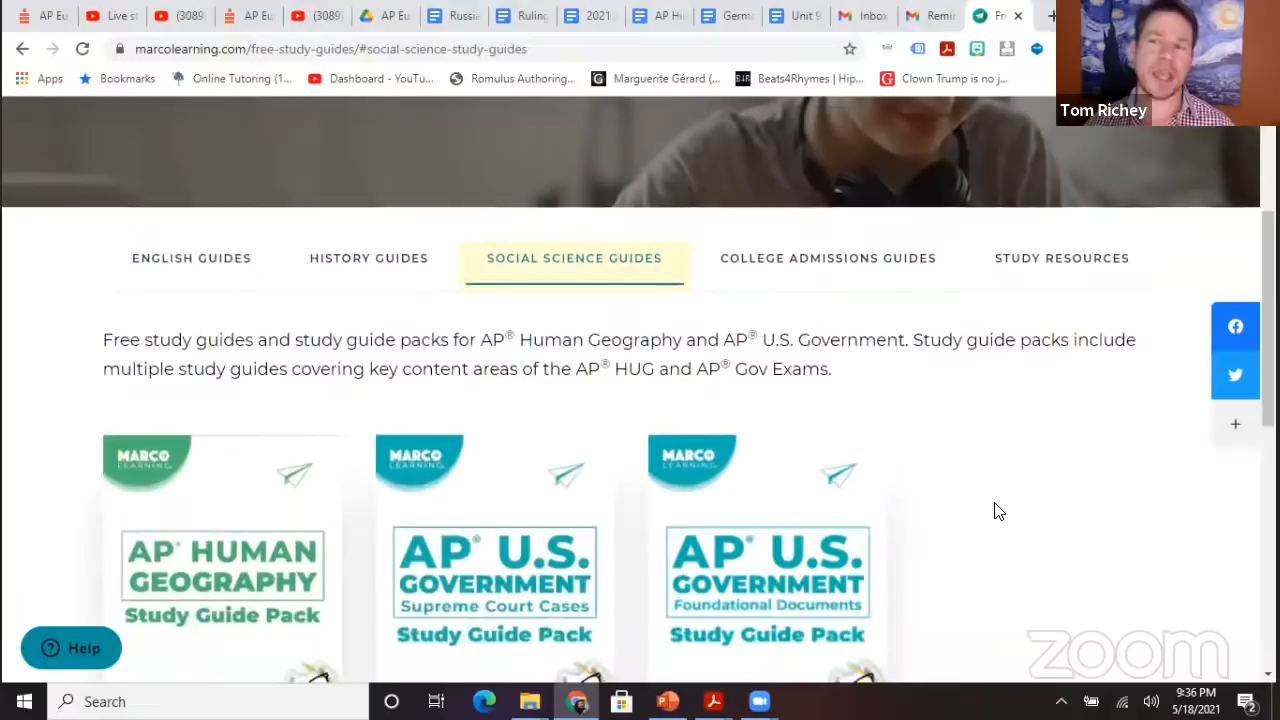 AP Eu
Live st
(3089
AP Eu
(3089
AP Eu
Russie
Ruling
2021
AP Hi
Germa
Unit 9
Inbox
Remi
Fr
marcolearning.com/free-study-guides/#social-science-study-guides
Apps
Bookmarks
Online Tutoring (1...
Dashboard - YouTu...
Romulus Authoring...
Marguerite Gérard (...
Beats4Rhymes | Hip...
Clown Trump is no j...
Tom Richey
ENGLISH GUIDES
HISTORY GUIDES
SOCIAL SCIENCE GUIDES
COLLEGE ADMISSIONS GUIDES
STUDY RESOURCES
Free study guides and study guide packs for AP® Human Geography and AP® U.S. Government. Study guide packs include
multiple study guides covering key content areas of the AP® HUG and AP® Gov Exams.
MARCO
LEARNING
AP® HUMAN
GEOGRAPHY
Study Guide Pack
MARCO
LEARNING
AP® U.S.
GOVERNMENT
Supreme Court Cases
Study Guide Pack
MARCO
LEARNING
AP® U.S.
GOVERNMENT
Foundational Documents
Study Guide Pack
Help
zoom
Search
9:36 PM
5/18/2021
2